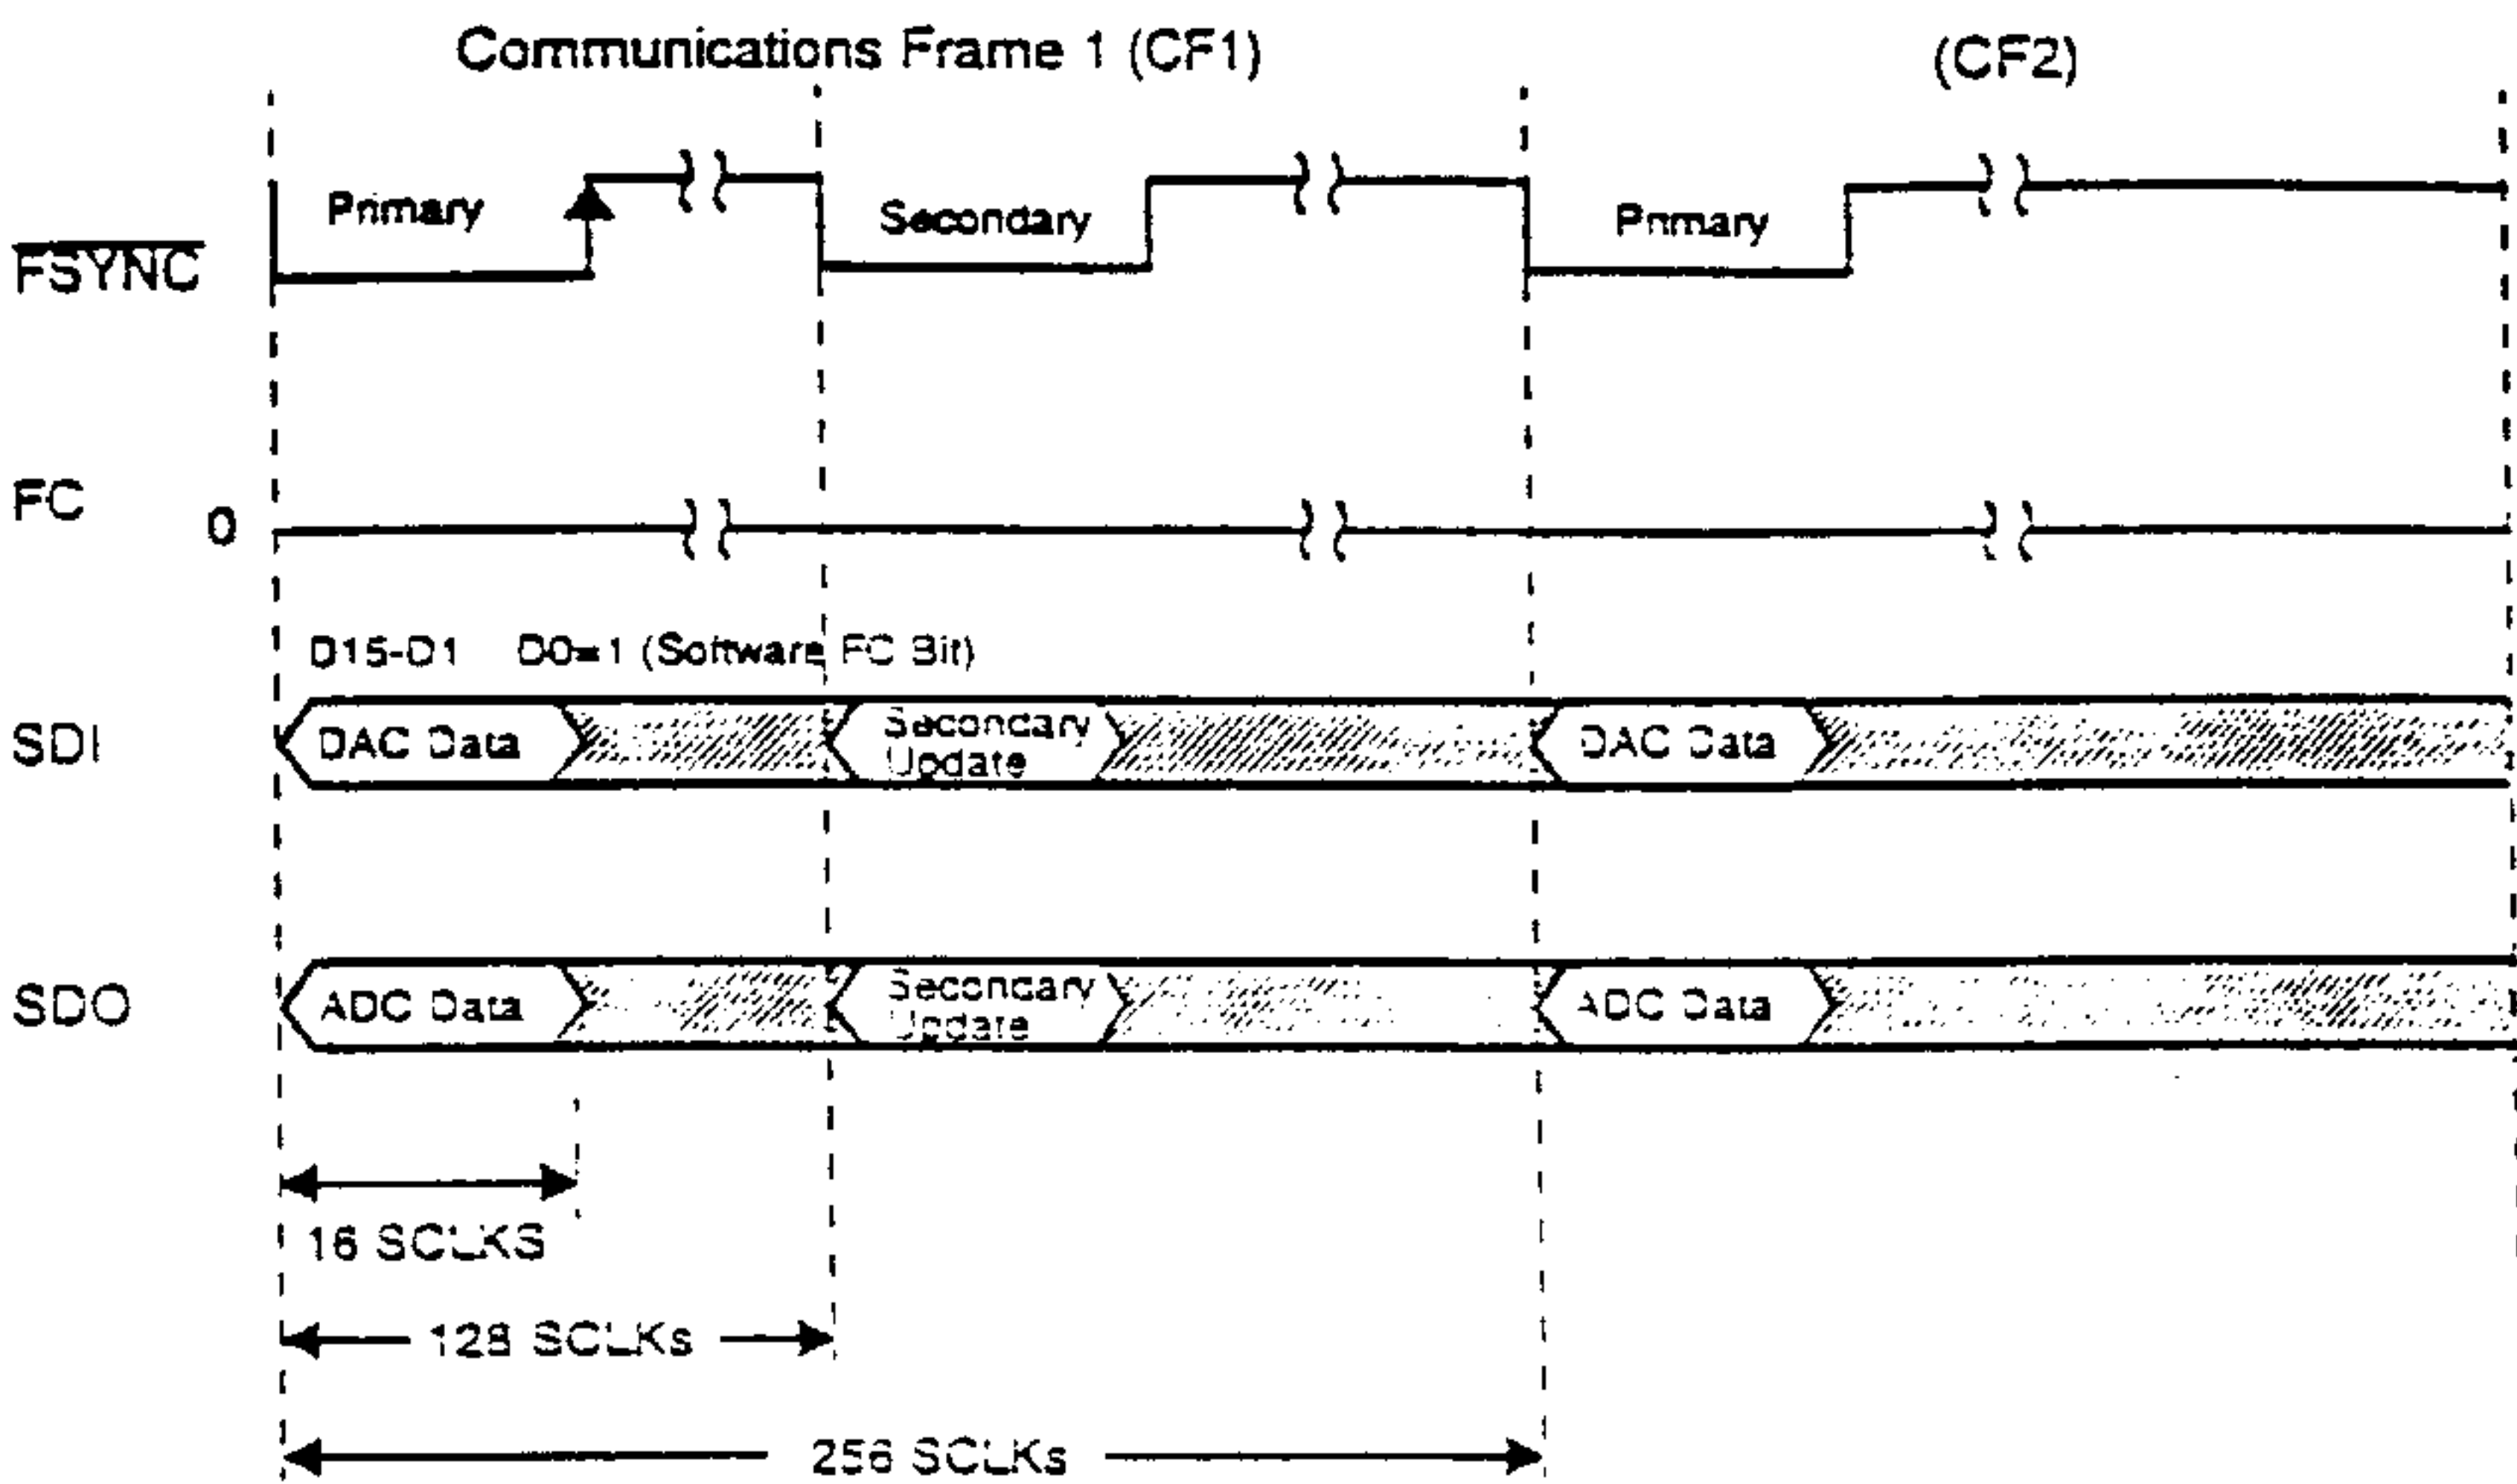 Communications Frame 1 (CF1) (CF2)
Primary Secondary Primary
FSYNC
FC 0
D15-D1 D0=1 (Software FC Bit)
SDI DAC Data Secondary Update DAC Data
SDO ADC Data Secondary Update ADC Data
16 SCLKS
128 SCLKs
256 SCLKs